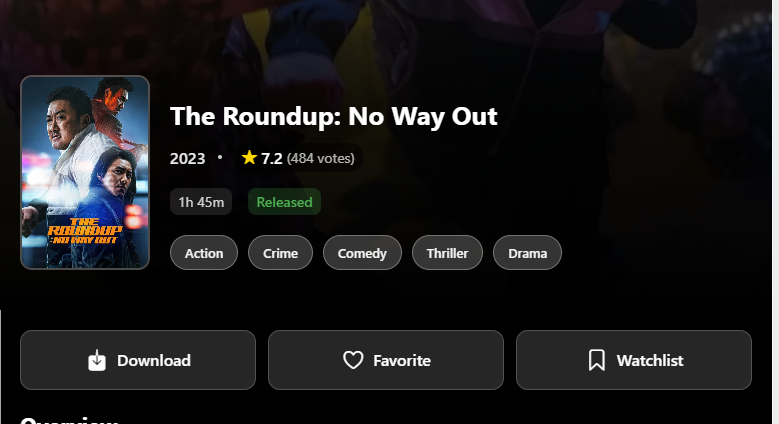 The Roundup: No Way Out
2023 • ★ 7.2 (484 votes)
1h 45m Released
THE
ROUNDUP
:NO WAY OUT
Action Crime Comedy Thriller Drama
Download Favorite Watchlist
Overview